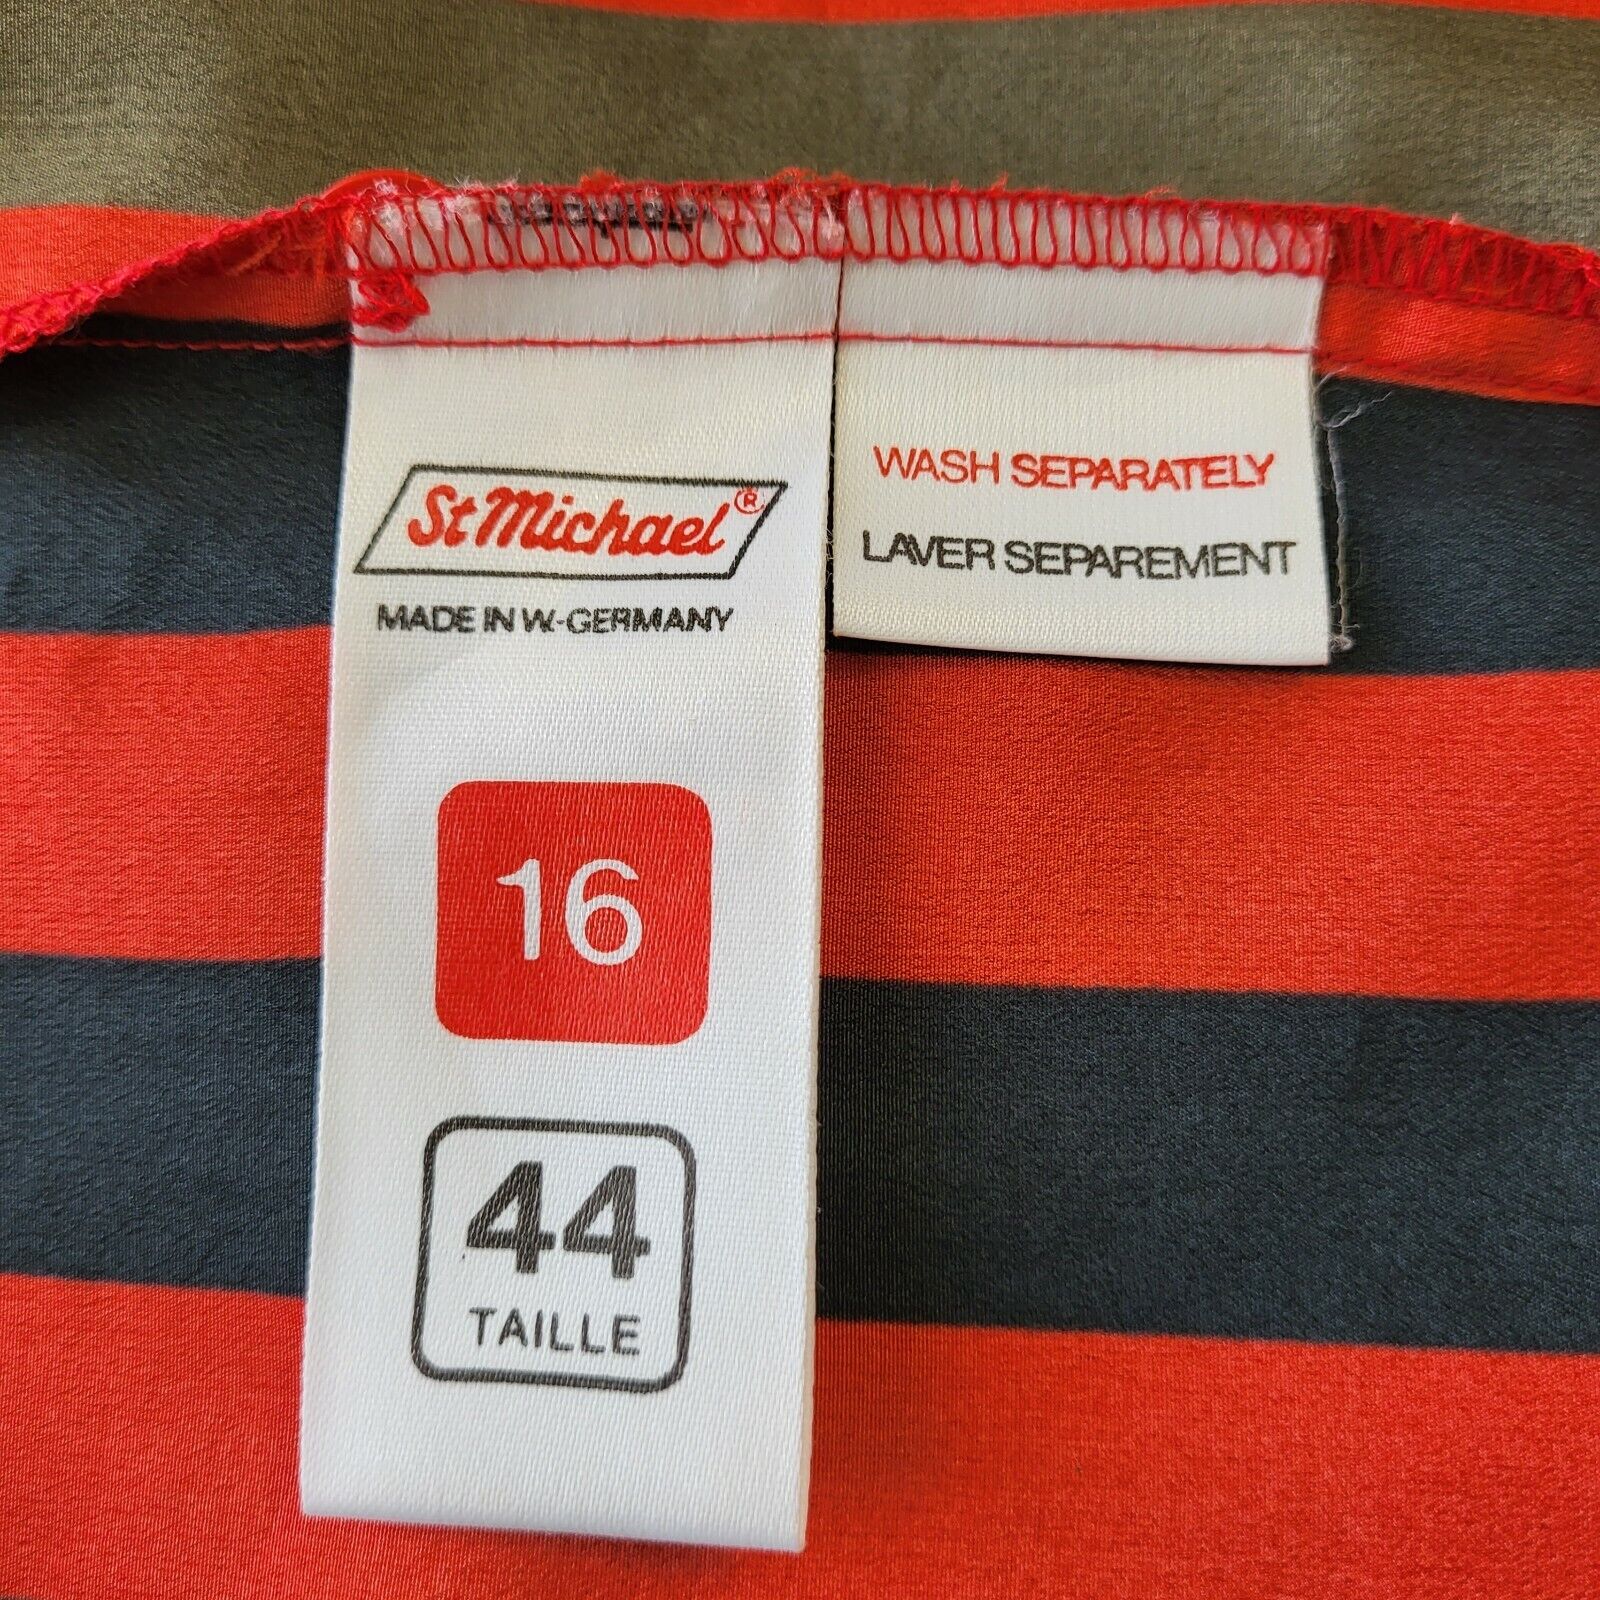 St Michael®
MADE IN W.-GERMANY
16
44
TAILLE
WASH SEPARATELY
LAVER SEPAREMENT